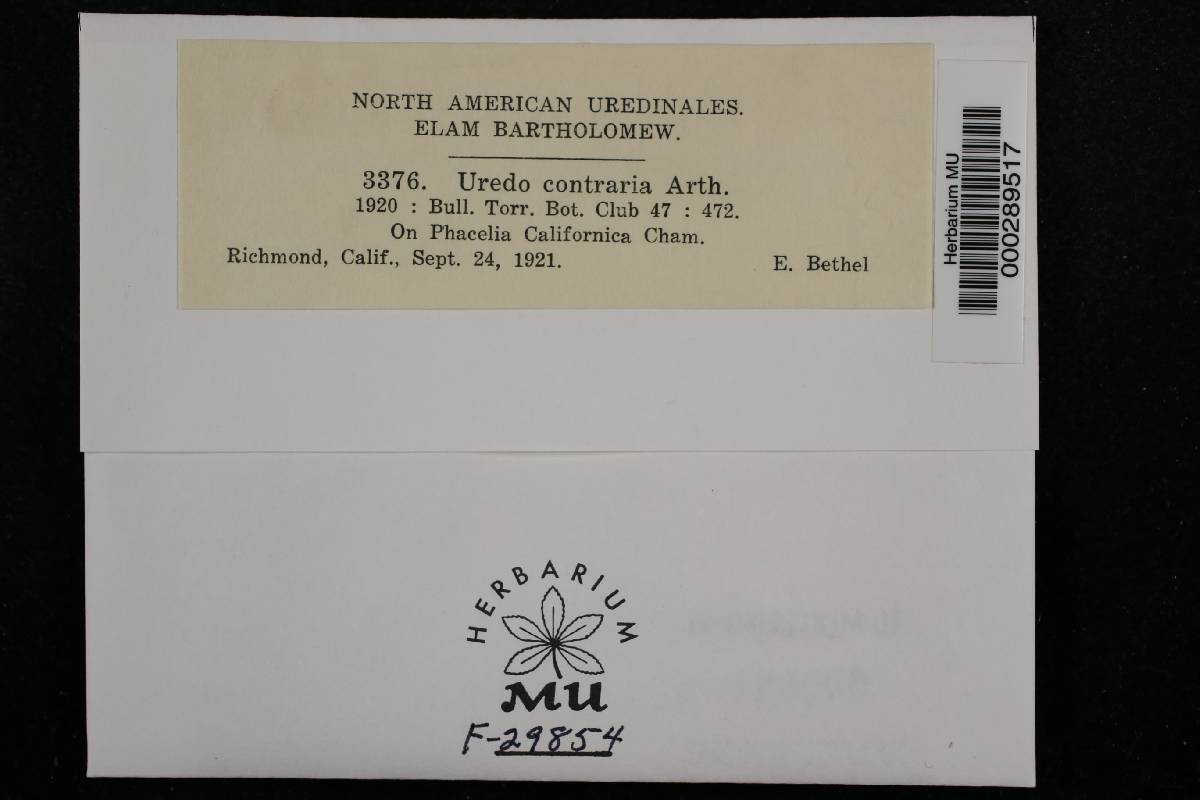 NORTH AMERICAN UREDINALES.
ELAM BARTHOLOMEW.
3376. Uredo contraria Arth.
1920 : Bull. Torr. Bot. Club 47 : 472.
On Phacelia Californica Cham.
Richmond, Calif., Sept. 24, 1921. E. Bethel
Herbarium MU
000289517
HERBARIUM
MU
F-29854